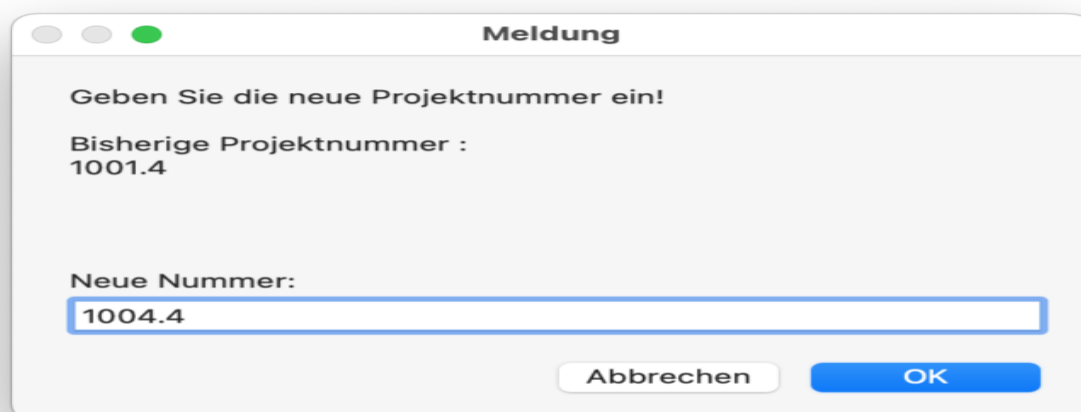 Meldung
Geben Sie die neue Projektnummer ein!
Bisherige Projektnummer :
1001.4
Neue Nummer:
1004.4
Abbrechen OK